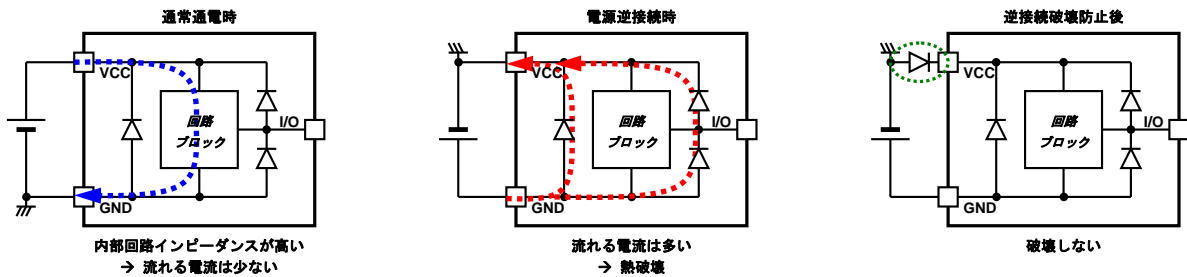 通常通電時
VCC
回路
ブロック
I/O
GND
内部回路インピーダンスが高い
→ 流れる電流は少ない
電源逆接続時
VCC
回路
ブロック
I/O
GND
流れる電流は多い
→ 熱破壊
逆接続破壊防止後
VCC
回路
ブロック
I/O
GND
破壊しない